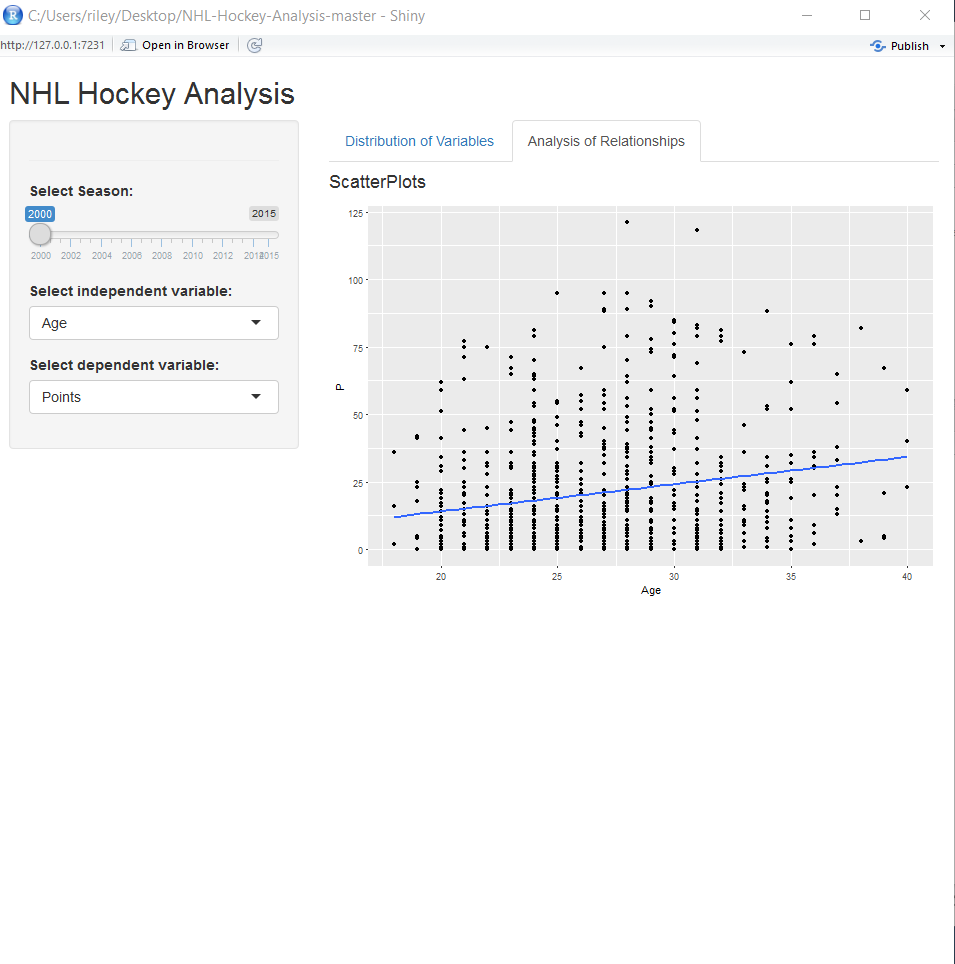 C:/Users/riley/Desktop/NHL-Hockey-Analysis-master - Shiny
http://127.0.0.1:7231 Open in Browser Publish
NHL Hockey Analysis
Select Season:
2000 2015
2000 2002 2004 2006 2008 2010 2012 2014 2015
Select independent variable:
Age
Select dependent variable:
Points
Distribution of Variables Analysis of Relationships
ScatterPlots
125
100
75
P
50
25
0
20 25 30 35 40
Age